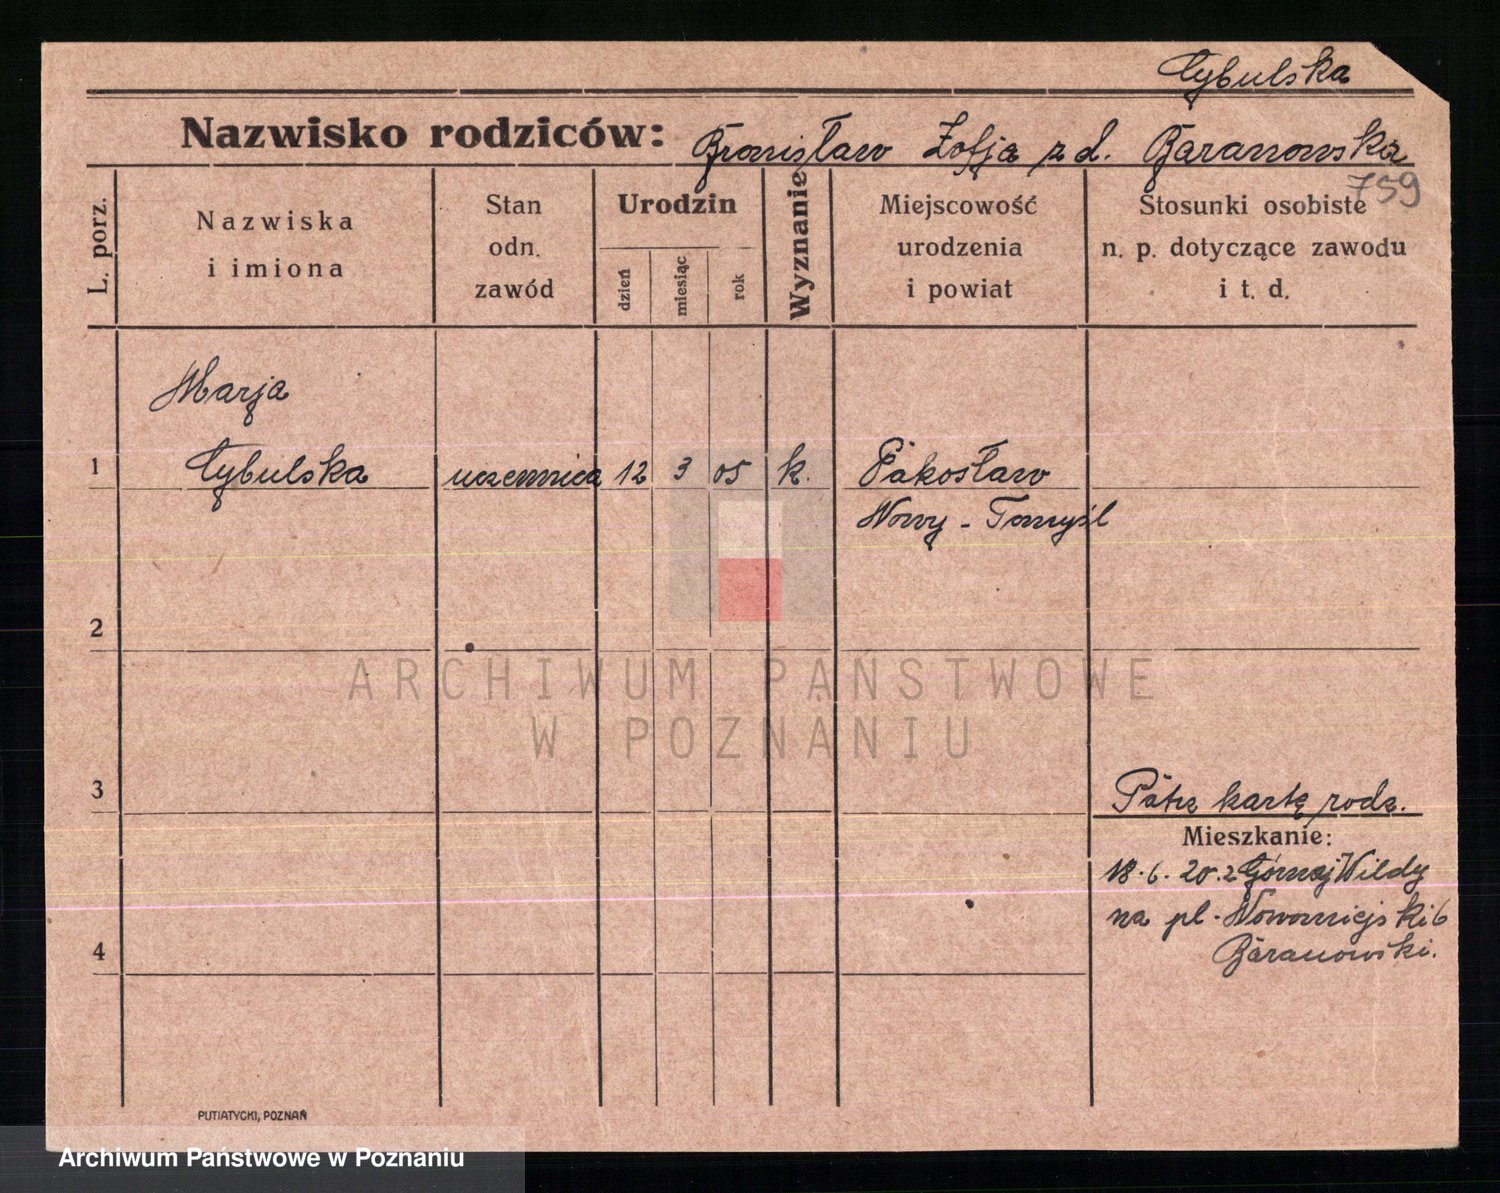 Cybulska
Nazwisko rodziców: Bronisław Zofja z d. Baranowska
759
L. porz.
Nazwiska
i imiona
Stan
odn.
zawód
Urodzin
dzień
miesiąc
rok
Wyznanie
Miejscowość
urodzenia
i powiat
Stosunki osobiste
n. p. dotyczące zawodu
i t. d.
Marja
1 Cybulska uczennica 12 3 05 k. Pakosław
Nowy - Tomyśl
2
ARCHIWUM PAŃSTWOWE
W POZNANIU
3
Patrz kartę rodz.
Mieszkanie:
18.6.20. z Górnej Wildy
na pl. Nowomiejski 6
Baranowski.
4
PUTIATYCKI, POZNAŃ
Archiwum Państwowe w Poznaniu